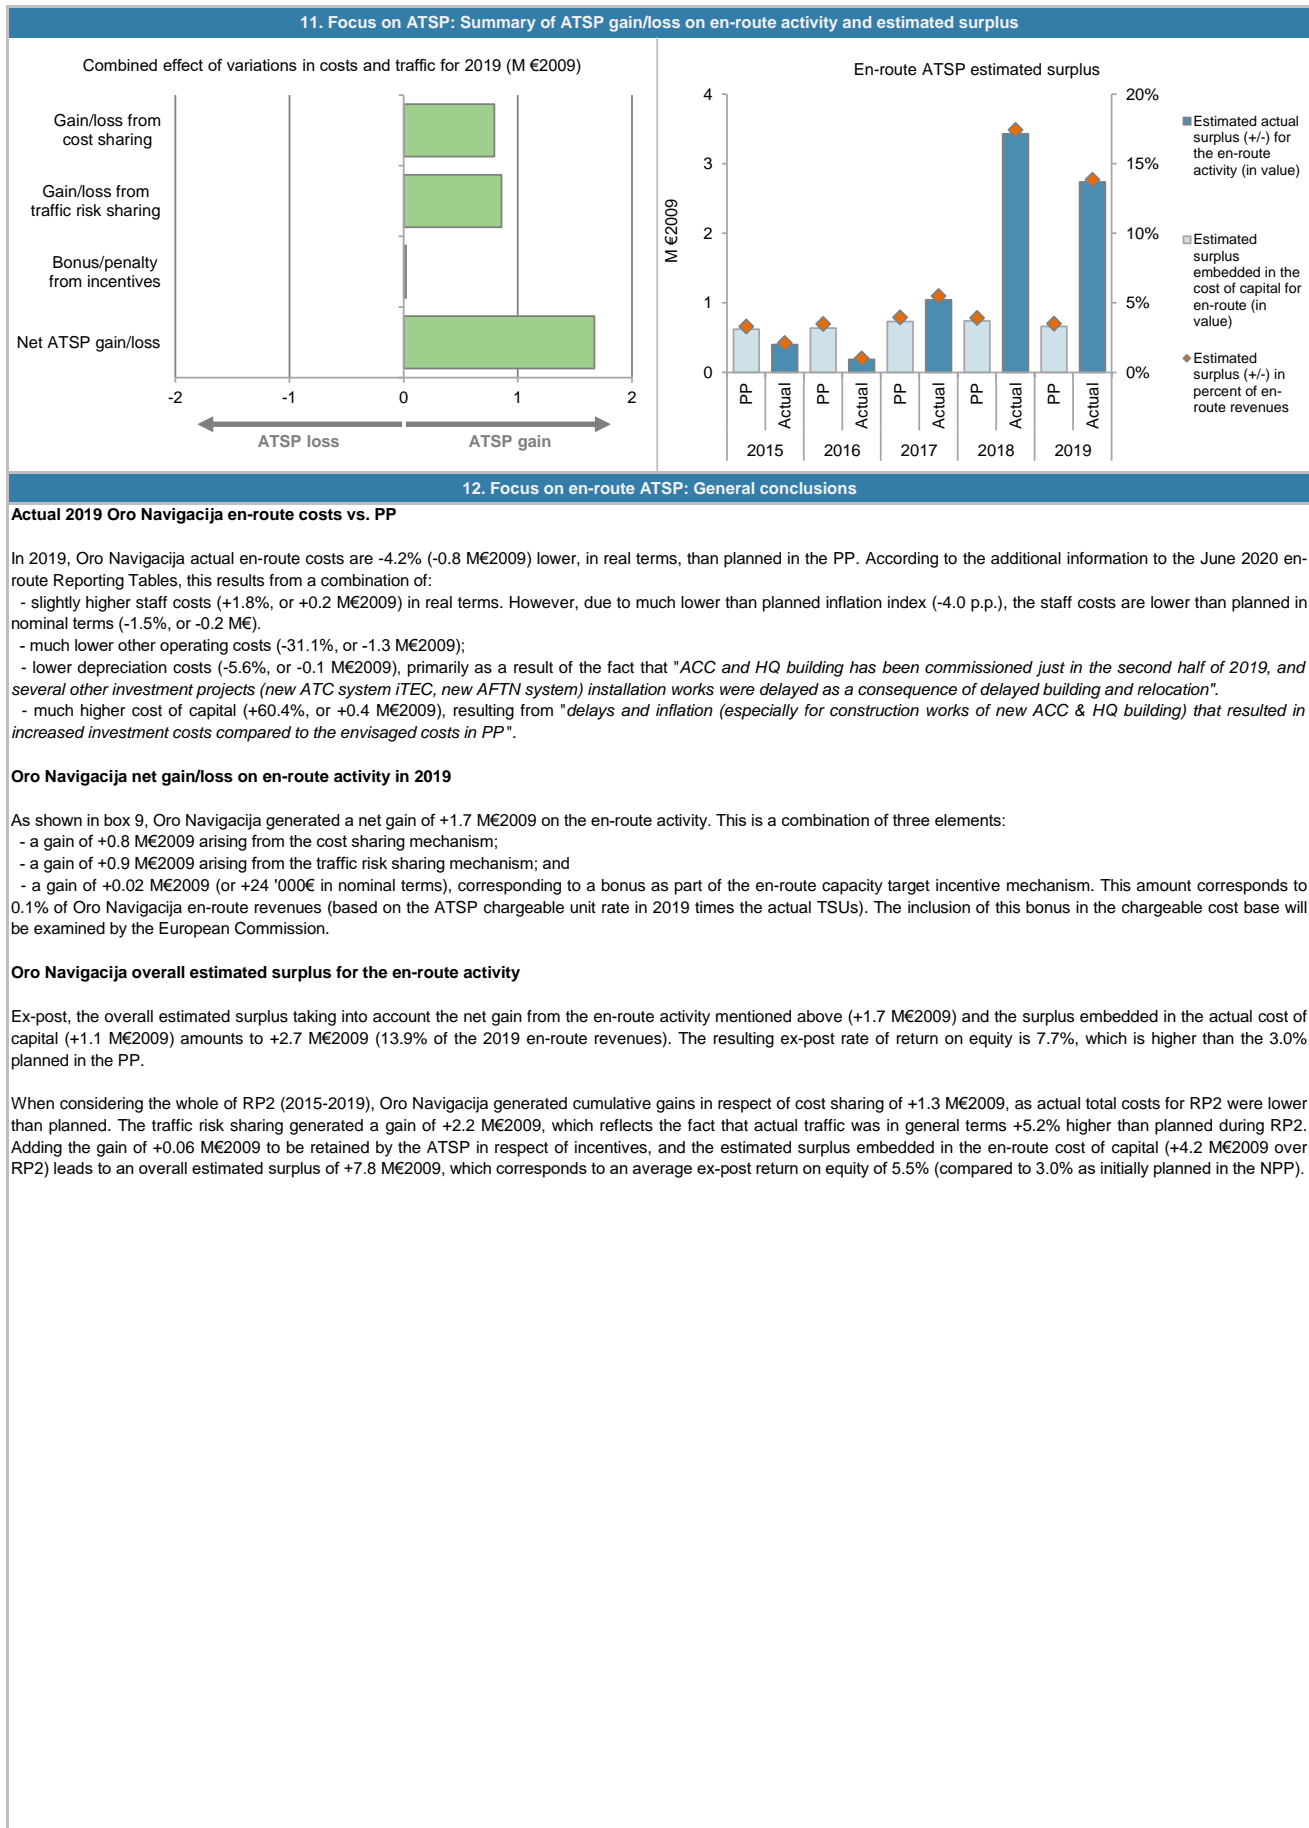 11. Focus on ATSP: Summary of ATSP gain/loss on en-route activity and estimated surplus
Combined effect of variations in costs and traffic for 2019 (M €2009)
Gain/loss from
cost sharing
Gain/loss from
traffic risk sharing
Bonus/penalty
from incentives
Net ATSP gain/loss
-2 -1 0 1 2
ATSP loss ATSP gain
En-route ATSP estimated surplus
M €2009
4
3
2
1
0
20%
15%
10%
5%
0%
PP Actual PP Actual PP Actual PP Actual PP Actual
2015 2016 2017 2018 2019
Estimated actual
surplus (+/-) for
the en-route
activity (in value)
Estimated
surplus
embedded in the
cost of capital for
en-route (in
value)
Estimated
surplus (+/-) in
percent of en-
route revenues
12. Focus on en-route ATSP: General conclusions
Actual 2019 Oro Navigacija en-route costs vs. PP
In 2019, Oro Navigacija actual en-route costs are -4.2% (-0.8 M€2009) lower, in real terms, than planned in the PP. According to the additional information to the June 2020 en-
route Reporting Tables, this results from a combination of:
- slightly higher staff costs (+1.8%, or +0.2 M€2009) in real terms. However, due to much lower than planned inflation index (-4.0 p.p.), the staff costs are lower than planned in
nominal terms (-1.5%, or -0.2 M€).
- much lower other operating costs (-31.1%, or -1.3 M€2009);
- lower depreciation costs (-5.6%, or -0.1 M€2009), primarily as a result of the fact that "ACC and HQ building has been commissioned just in the second half of 2019, and
several other investment projects (new ATC system iTEC, new AFTN system) installation works were delayed as a consequence of delayed building and relocation".
- much higher cost of capital (+60.4%, or +0.4 M€2009), resulting from "delays and inflation (especially for construction works of new ACC & HQ building) that resulted in
increased investment costs compared to the envisaged costs in PP".
Oro Navigacija net gain/loss on en-route activity in 2019
As shown in box 9, Oro Navigacija generated a net gain of +1.7 M€2009 on the en-route activity. This is a combination of three elements:
- a gain of +0.8 M€2009 arising from the cost sharing mechanism;
- a gain of +0.9 M€2009 arising from the traffic risk sharing mechanism; and
- a gain of +0.02 M€2009 (or +24 '000€ in nominal terms), corresponding to a bonus as part of the en-route capacity target incentive mechanism. This amount corresponds to
0.1% of Oro Navigacija en-route revenues (based on the ATSP chargeable unit rate in 2019 times the actual TSUs). The inclusion of this bonus in the chargeable cost base will
be examined by the European Commission.
Oro Navigacija overall estimated surplus for the en-route activity
Ex-post, the overall estimated surplus taking into account the net gain from the en-route activity mentioned above (+1.7 M€2009) and the surplus embedded in the actual cost of
capital (+1.1 M€2009) amounts to +2.7 M€2009 (13.9% of the 2019 en-route revenues). The resulting ex-post rate of return on equity is 7.7%, which is higher than the 3.0%
planned in the PP.
When considering the whole of RP2 (2015-2019), Oro Navigacija generated cumulative gains in respect of cost sharing of +1.3 M€2009, as actual total costs for RP2 were lower
than planned. The traffic risk sharing generated a gain of +2.2 M€2009, which reflects the fact that actual traffic was in general terms +5.2% higher than planned during RP2.
Adding the gain of +0.06 M€2009 to be retained by the ATSP in respect of incentives, and the estimated surplus embedded in the en-route cost of capital (+4.2 M€2009 over
RP2) leads to an overall estimated surplus of +7.8 M€2009, which corresponds to an average ex-post return on equity of 5.5% (compared to 3.0% as initially planned in the NPP).